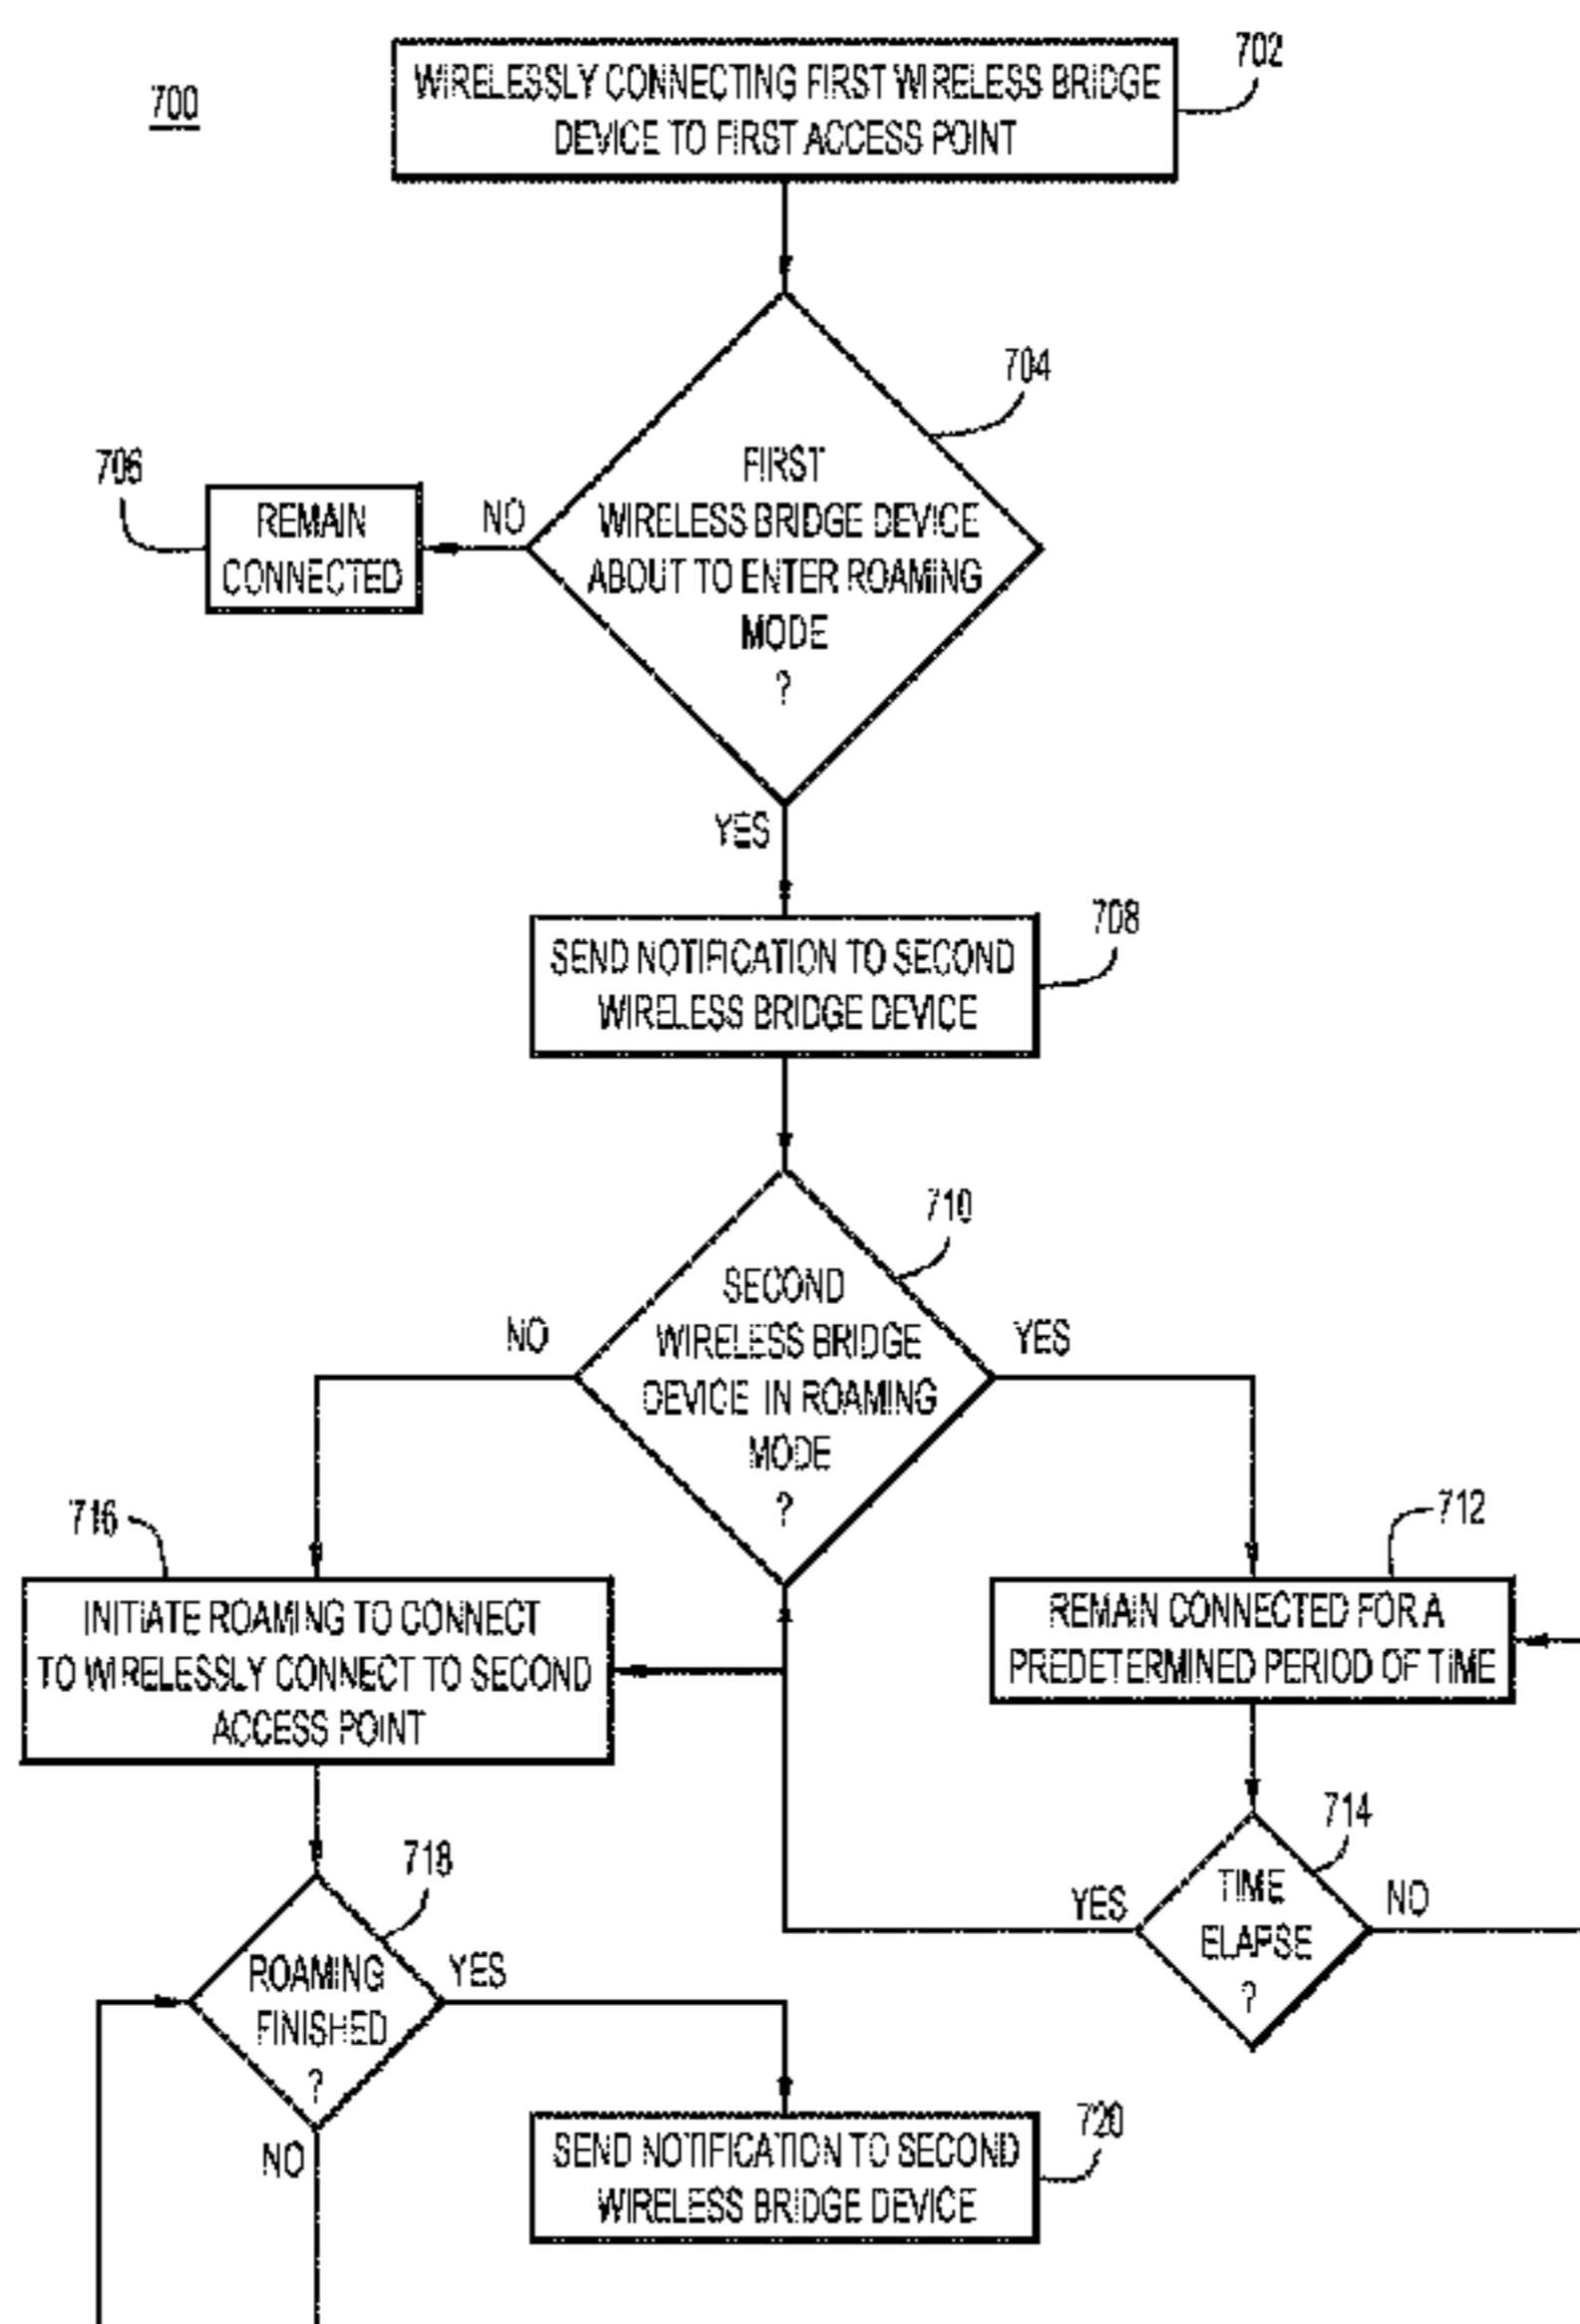 700
702
WIRELESSLY CONNECTING FIRST WIRELESS BRIDGE
DEVICE TO FIRST ACCESS POINT
704
FIRST
WIRELESS BRIDGE DEVICE
ABOUT TO ENTER ROAMING
MODE
?
706
NO
REMAIN
CONNECTED
YES
708
SEND NOTIFICATION TO SECOND
WIRELESS BRIDGE DEVICE
710
SECOND
WIRELESS BRIDGE
DEVICE IN ROAMING
MODE
?
NO
YES
716
INITIATE ROAMING TO CONNECT
TO WIRELESSLY CONNECT TO SECOND
ACCESS POINT
712
REMAIN CONNECTED FOR A
PREDETERMINED PERIOD OF TIME
714
TIME
ELAPSE
?
YES
NO
718
ROAMING
FINISHED
?
YES
NO
720
SEND NOTIFICATION TO SECOND
WIRELESS BRIDGE DEVICE